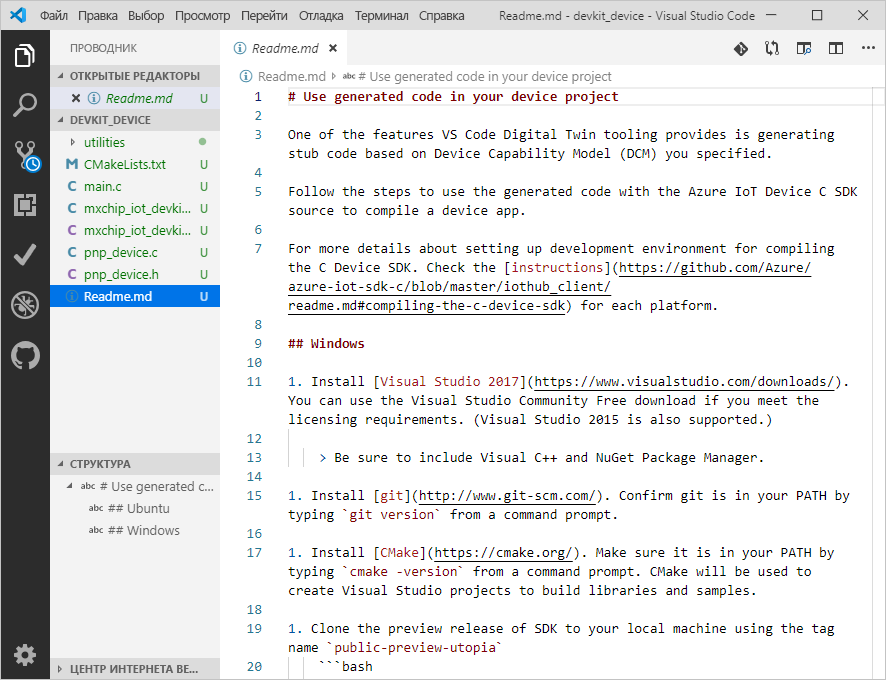 Файл Правка Выбор Просмотр Перейти Отладка Терминал Справка Readme.md - devkit_device - Visual Studio Code
ПРОВОДНИК
ОТКРЫТЫЕ РЕДАКТОРЫ
Readme.md U
DEVKIT_DEVICE
utilities
CMakeLists.txt U
main.c U
mxchip_iot_devki... U
mxchip_iot_devki... U
pnp_device.c U
pnp_device.h U
Readme.md U
СТРУКТУРА
abc # Use generated c...
abc ## Ubuntu
abc ## Windows
ЦЕНТР ИНТЕРНЕТА ВЕ...
Readme.md
Readme.md abc # Use generated code in your device project
1 # Use generated code in your device project
2
3 One of the features VS Code Digital Twin tooling provides is generating
stub code based on Device Capability Model (DCM) you specified.
4
5 Follow the steps to use the generated code with the Azure IoT Device C SDK
source to compile a device app.
6
7 For more details about setting up development environment for compiling
the C Device SDK. Check the [instructions](https://github.com/Azure/
azure-iot-sdk-c/blob/master/iothub_client/
readme.md#compiling-the-c-device-sdk) for each platform.
8
9 ## Windows
10
11 1. Install [Visual Studio 2017](https://www.visualstudio.com/downloads/).
You can use the Visual Studio Community Free download if you meet the
licensing requirements. (Visual Studio 2015 is also supported.)
12
13 > Be sure to include Visual C++ and NuGet Package Manager.
14
15 1. Install [git](http://www.git-scm.com/). Confirm git is in your PATH by
typing `git version` from a command prompt.
16
17 1. Install [CMake](https://cmake.org/). Make sure it is in your PATH by
typing `cmake -version` from a command prompt. CMake will be used to
create Visual Studio projects to build libraries and samples.
18
19 1. Clone the preview release of SDK to your local machine using the tag
name `public-preview-utopia`
20 ```bash